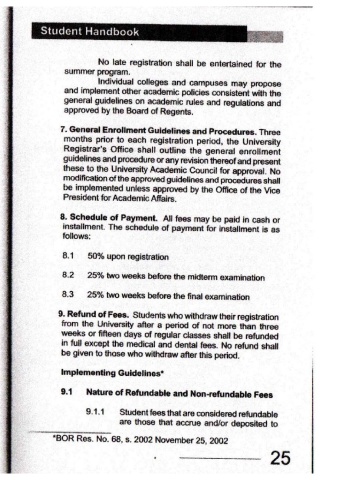 Student Handbook
No late registration shall be entertained for the
summer program.
Individual colleges and campuses may propose
and implement other academic policies consistent with the
general guidelines on academic rules and regulations and
approved by the Board of Regents.
7. General Enrollment Guidelines and Procedures. Three
months prior to each registration period, the University
Registrar's Office shall outline the general enrollment
guidelines and procedure or any revision thereof and present
these to the University Academic Council for approval. No
modification of the approved guidelines and procedures shall
be implemented unless approved by the Office of the Vice
President for Academic Affairs.
8. Schedule of Payment. All fees may be paid in cash or
installment. The schedule of payment for installment is as
follows:
8.1 50% upon registration
8.2 25% two weeks before the midterm examination
8.3 25% two weeks before the final examination
9. Refund of Fees. Students who withdraw their registration
from the University after a period of not more than three
weeks or fifteen days of regular classes shall be refunded
in full except the medical and dental fees. No refund shall
be given to those who withdraw after this period.
Implementing Guidelines*
9.1 Nature of Refundable and Non-refundable Fees
9.1.1 Student fees that are considered refundable
are those that accrue and/or deposited to
*BOR Res. No. 68, s. 2002 November 25, 2002
25